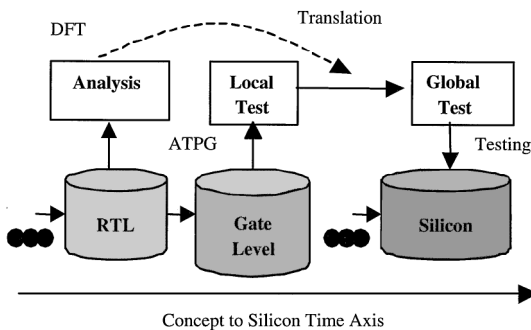 DFT
Translation
Analysis
Local
Test
Global
Test
ATPG
Testing
RTL
Gate
Level
Silicon
Concept to Silicon Time Axis